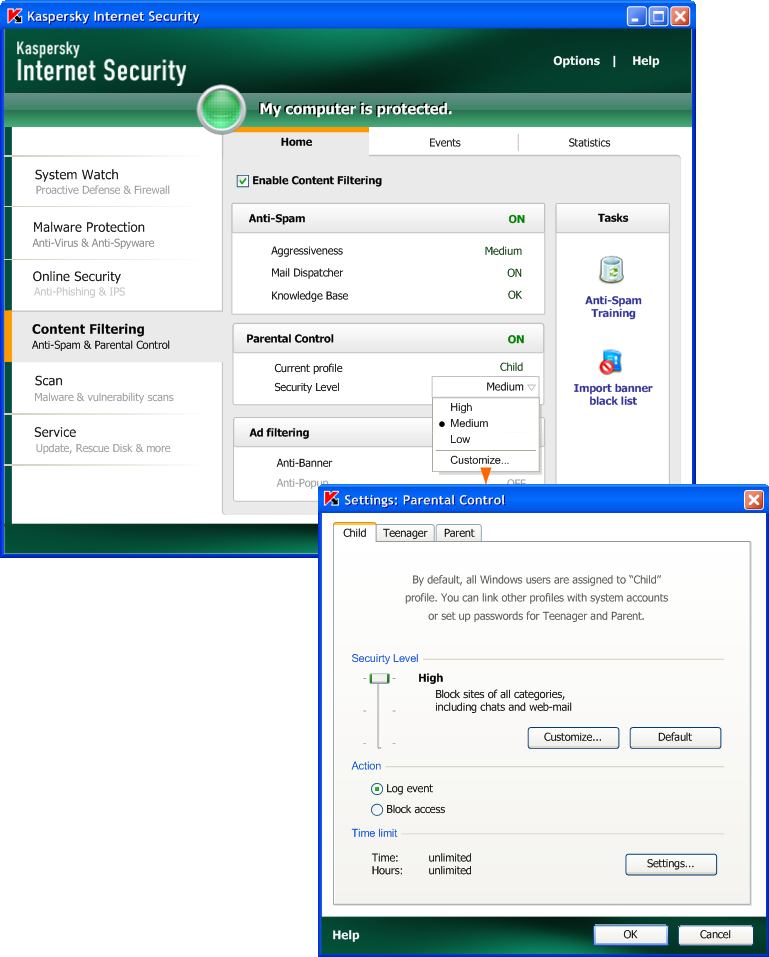 Kaspersky Internet Security
Kaspersky
Internet Security
Options | Help
My computer is protected.
Home
Events
Statistics
System Watch
Proactive Defense & Firewall
Malware Protection
Anti-Virus & Anti-Spyware
Online Security
Anti-Phishing & IPS
Content Filtering
Anti-Spam & Parental Control
Scan
Malware & vulnerability scans
Service
Update, Rescue Disk & more
Enable Content Filtering
Anti-Spam ON
Aggressiveness Medium
Mail Dispatcher ON
Knowledge Base OK
Parental Control ON
Current profile Child
Security Level Medium
High
Medium
Low
Customize...
Ad filtering
Anti-Banner
Anti-Popup OFF
Tasks
Anti-Spam
Training
Import banner
black list
Settings: Parental Control
Child
Teenager
Parent
By default, all Windows users are assigned to “Child”
profile. You can link other profiles with system accounts
or set up passwords for Teenager and Parent.
Secuirty Level
High
Block sites of all categories,
including chats and web-mail
Customize...
Default
Action
Log event
Block access
Time limit
Time: unlimited
Hours: unlimited
Settings...
Help
OK
Cancel